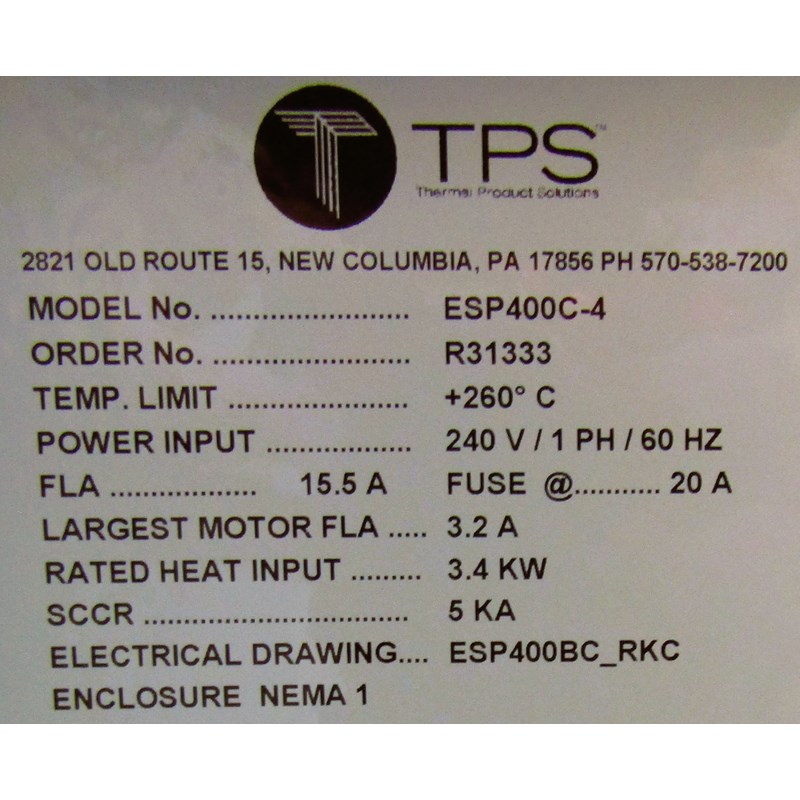 TPS™
Thermal Product Solutions
2821 OLD ROUTE 15, NEW COLUMBIA, PA 17856 PH 570-538-7200
MODEL No. ....................... ESP400C-4
ORDER No. ....................... R31333
TEMP. LIMIT ..................... +260° C
POWER INPUT ................. 240 V / 1 PH / 60 HZ
FLA ................. 15.5 A FUSE @........... 20 A
LARGEST MOTOR FLA ..... 3.2 A
RATED HEAT INPUT ......... 3.4 KW
SCCR ............................... 5 KA
ELECTRICAL DRAWING.... ESP400BC_RKC
ENCLOSURE NEMA 1